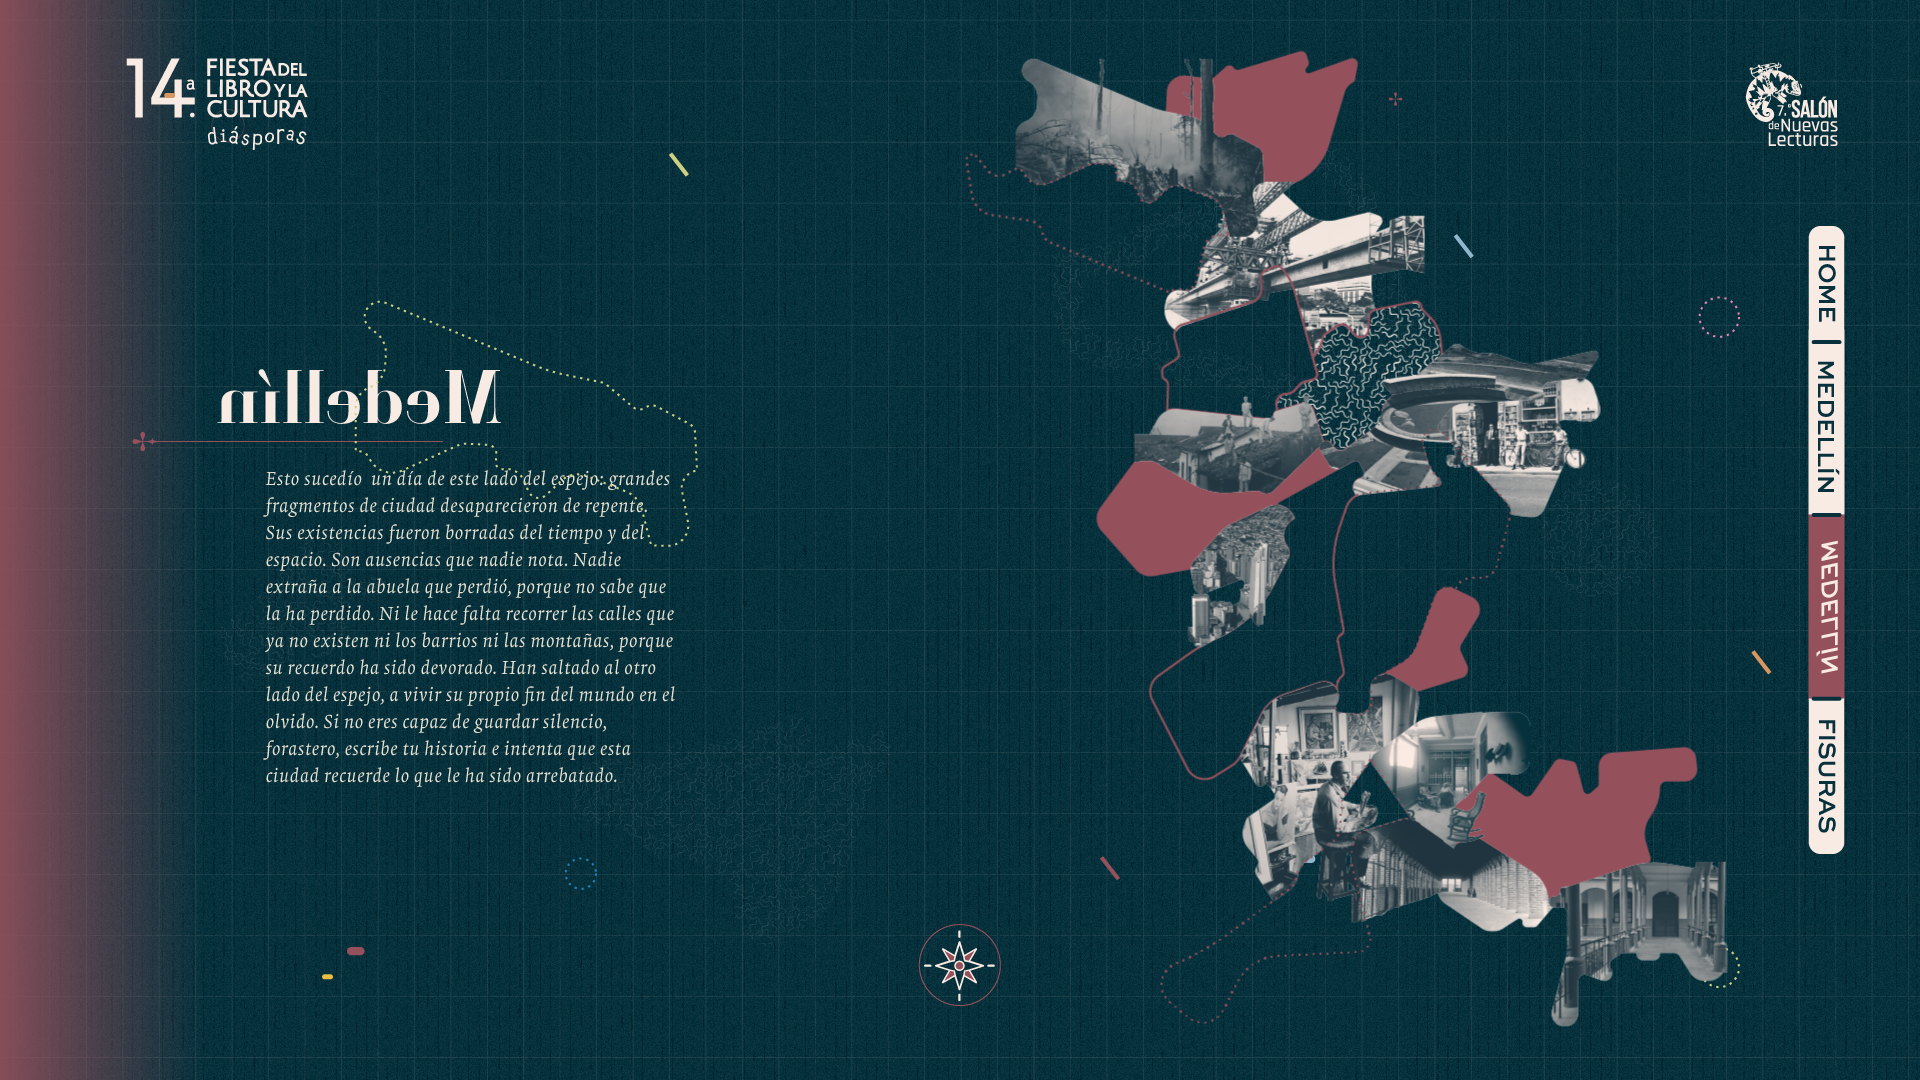 14.ª
FIESTA DEL
LIBRO Y LA
CULTURA
diásporas
7.º SALÓN
de Nuevas
Lecturas
Medellín
Esto sucedío  un día de este lado del espejo: grandes
fragmentos de ciudad desaparecieron de repente.
Sus existencias fueron borradas del tiempo y del
espacio. Son ausencias que nadie nota. Nadie
extraña a la abuela que perdió, porque no sabe que
la ha perdido. Ni le hace falta recorrer las calles que
ya no existen ni los barrios ni las montañas, porque
su recuerdo ha sido devorado. Han saltado al otro
lado del espejo, a vivir su propio fin del mundo en el
olvido. Si no eres capaz de guardar silencio,
forastero, escribe tu historia e intenta que esta
ciudad recuerde lo que le ha sido arrebatado.
HOME
MEDELLÍN
MEDELLÍN
FISURAS